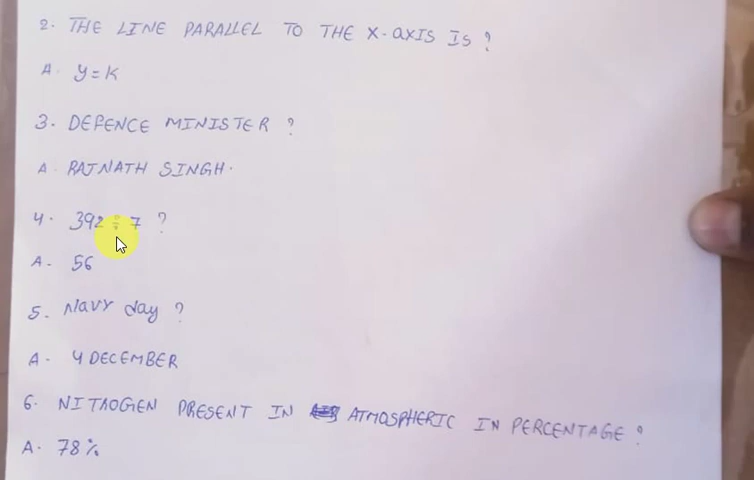 2. THE LINE PARALLEL TO THE X-AXIS IS ?
A. y=k
3. DEFENCE MINISTER ?
A. RAJNATH SINGH.
4. 392÷7 ?
A. 56
5. Navy day ?
A. 4 DECEMBER
6. NITROGEN PRESENT IN ATMOSPHERIC IN PERCENTAGE ?
A. 78%